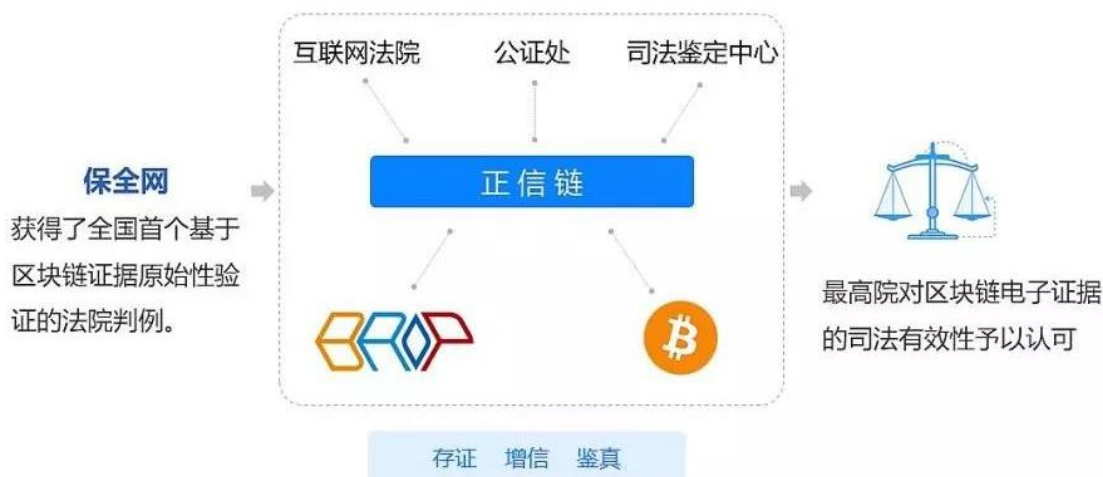 互联网法院 公证处 司法鉴定中心
正信链
保全网
获得了全国首个基于
区块链证据原始性验
证的法院判例。
BROP
最高院对区块链电子证据
的司法有效性予以认可
存证 增信 鉴真